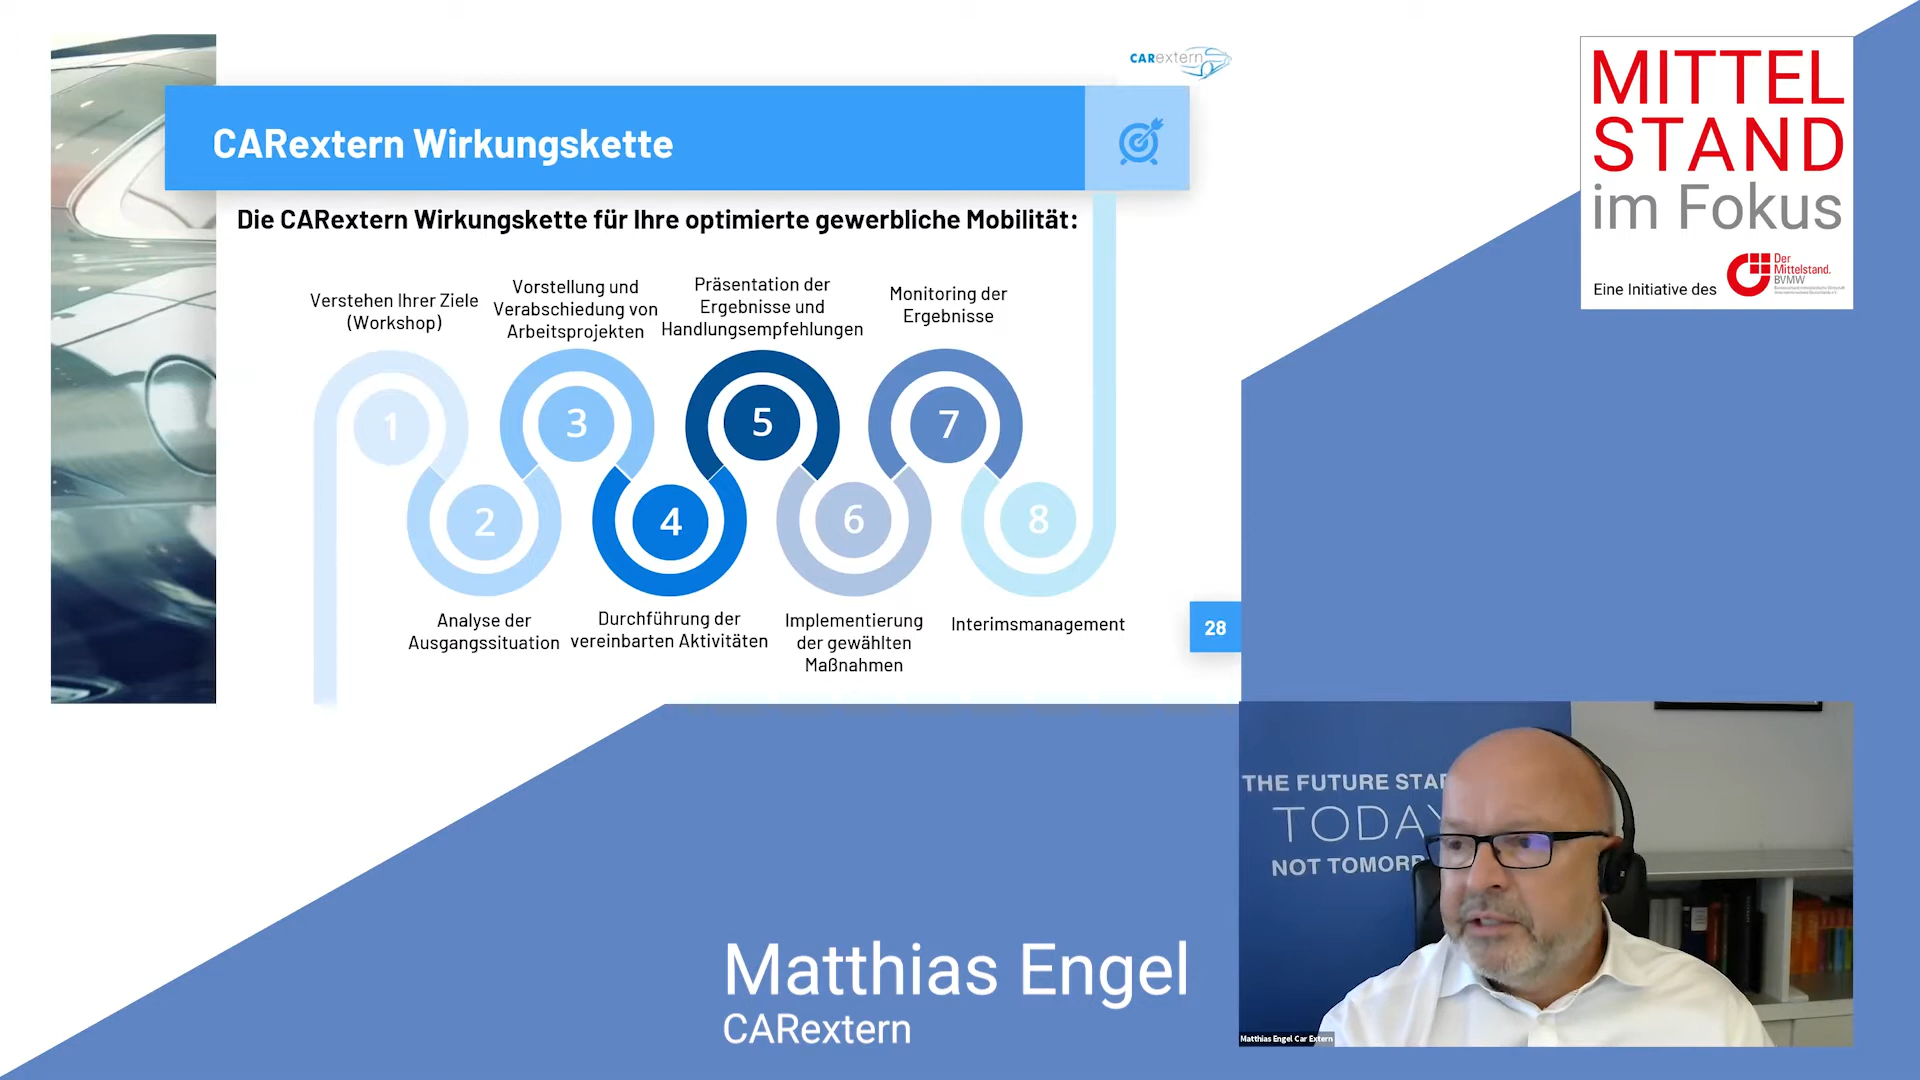 CARextern
CARextern Wirkungskette
Die CARextern Wirkungskette für Ihre optimierte gewerbliche Mobilität:
Verstehen Ihrer Ziele
(Workshop)
Vorstellung und
Verabschiedung von
Arbeitsprojekten
Präsentation der
Ergebnisse und
Handlungsempfehlungen
Monitoring der
Ergebnisse
1
3
5
7
2
4
6
8
Analyse der
Ausgangssituation
Durchführung der
vereinbarten Aktivitäten
Implementierung
der gewählten
Maßnahmen
Interimsmanagement
28
MITTEL
STAND
im Fokus
Eine Initiative des
Der
Mittelstand.
BVMW
THE FUTURE STAR
TODAY
NOT TOMORR
Matthias Engel Car Extern
Matthias Engel
CARextern